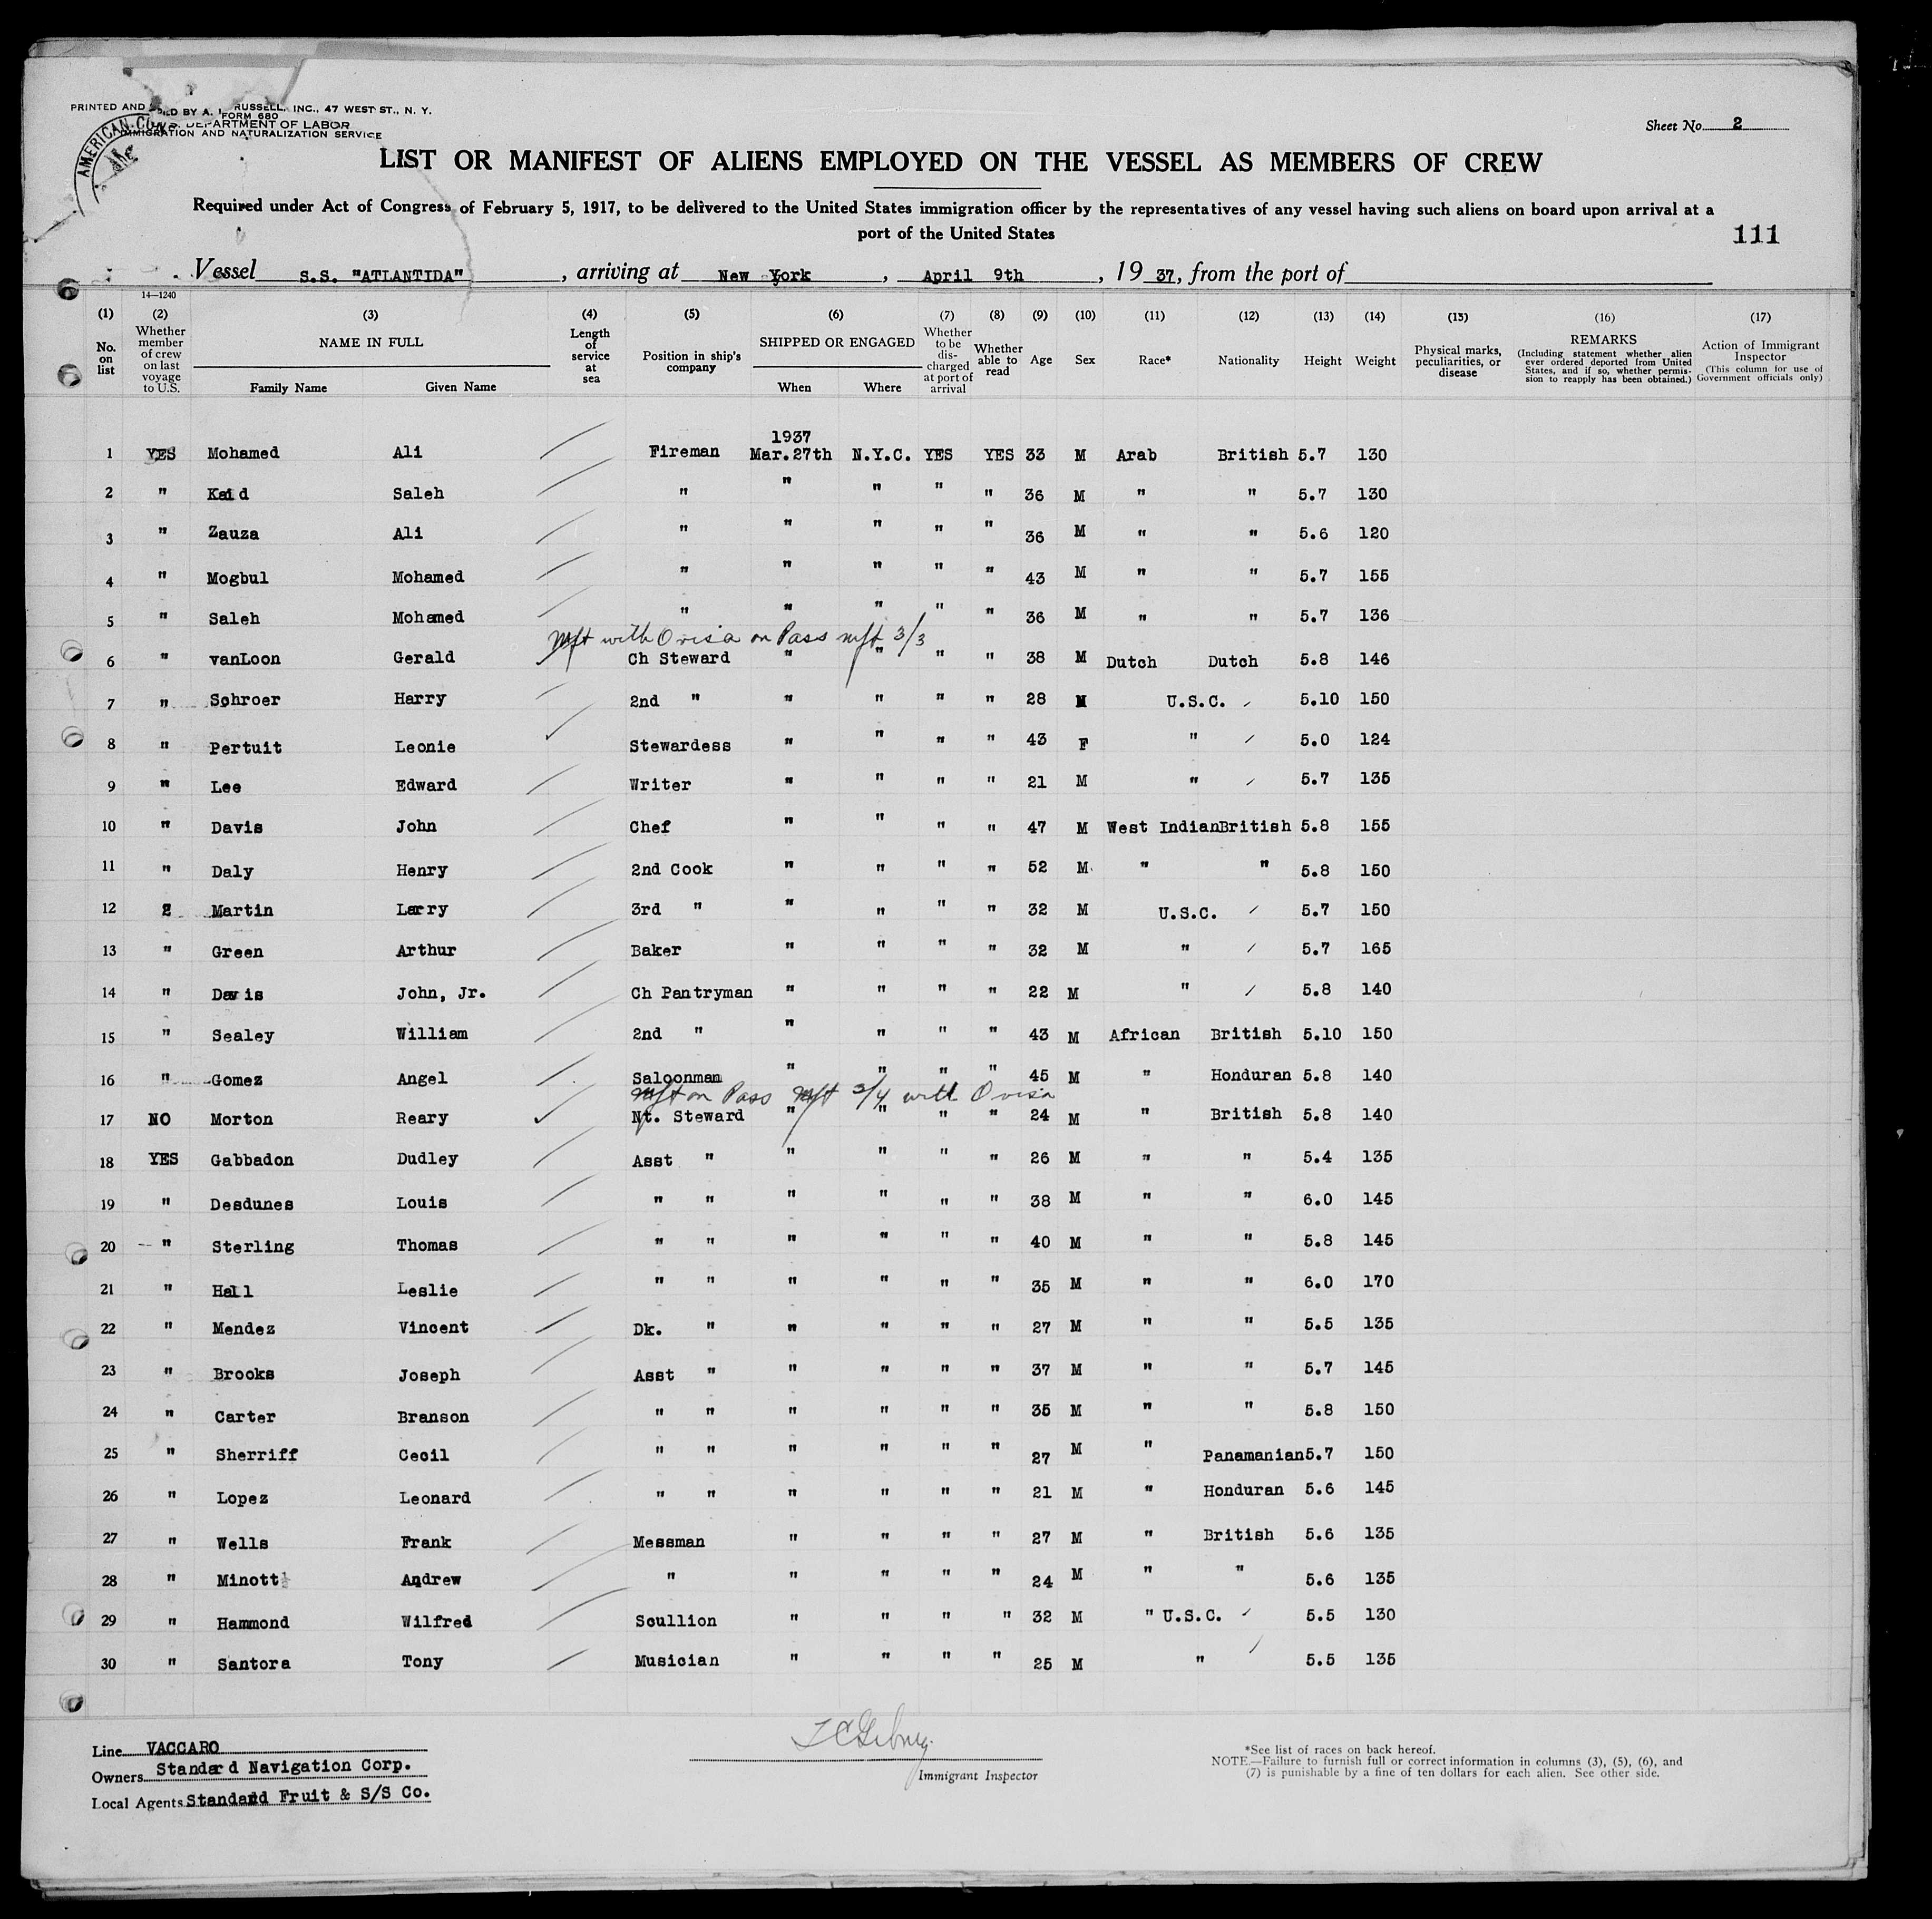 PRINTED AND BY A. RUSSELL, INC., 47 WEST ST., N. Y.
FORM 680
U.S. DEPARTMENT OF LABOR
IMMIGRATION AND NATURALIZATION SERVICE
AMERICAN
Sheet No. 2
LIST OR MANIFEST OF ALIENS EMPLOYED ON THE VESSEL AS MEMBERS OF CREW
Required under Act of Congress of February 5, 1917, to be delivered to the United States immigration officer by the representatives of any vessel having such aliens on board upon arrival at a
port of the United States
111
Vessel S.S. "ATLANTIDA", arriving at New York, April 9th, 19 37, from the port of
14—1240
(1) (2) (3) (4) (5) (6) (7) (8) (9) (10) (11) (12) (13) (14) (15) (16) (17)
No. on list
Whether member of crew on last voyage to U.S.
NAME IN FULL
Family Name Given Name
Length of service at sea
Position in ship's company
SHIPPED OR ENGAGED
When Where
Whether to be discharged at port of arrival
Whether able to read
Age Sex Race* Nationality Height Weight
Physical marks, peculiarities, or disease
REMARKS
(Including statement whether alien ever ordered deported from United States, and if so, whether permission to reapply has been obtained.)
Action of Immigrant Inspector
(This column for use of Government officials only)
1937
1 YES Mohamed Ali Fireman Mar.27th N.Y.C. YES YES 33 M Arab British 5.7 130
2 " Kaid Saleh " " " " " 36 M " " 5.7 130
3 " Zauza Ali " " " " " 36 M " " 5.6 120
4 " Mogbul Mohamed " " " " " 43 M " " 5.7 155
5 " Saleh Mohamed " " " " " 36 M " " 5.7 136
Mft with O visa on Pass mft 3/3
6 " vanLoon Gerald Ch Steward " " " " 38 M Dutch Dutch 5.8 146
7 " Schroer Harry 2nd " " " " " 28 M U.S.C. 5.10 150
8 " Pertuit Leonie Stewardess " " " " 43 F " 5.0 124
9 " Lee Edward Writer " " " " 21 M " 5.7 135
10 " Davis John Chef " " " " 47 M West Indian British 5.8 155
11 " Daly Henry 2nd Cook " " " " 52 M " " 5.8 150
12 2 Martin Larry 3rd " " " " " 32 M U.S.C. 5.7 150
13 " Green Arthur Baker " " " " 32 M " 5.7 165
14 " Davis John, Jr. Ch Pantryman " " " " 22 M " 5.8 140
15 " Sealey William 2nd " " " " " 43 M African British 5.10 150
16 " Gomez Angel Saloonman " " " " 45 M " Honduran 5.8 140
Mft on Pass Mft 3/4 with O visa
17 NO Morton Reary Nt. Steward " " " " 24 M " British 5.8 140
18 YES Gabbadon Dudley Asst " " " " " 26 M " " 5.4 135
19 " Desdunes Louis " " " " " " 38 M " " 6.0 145
20 " Sterling Thomas " " " " " " 40 M " " 5.8 145
21 " Hall Leslie " " " " " " 35 M " " 6.0 170
22 " Mendez Vincent Dk. " " " " " 27 M " " 5.5 135
23 " Brooks Joseph Asst " " " " " 37 M " " 5.7 145
24 " Carter Branson " " " " " " 35 M " " 5.8 150
25 " Sherriff Cecil " " " " " " 27 M " Panamanian 5.7 150
26 " Lopez Leonard " " " " " " 21 M " Honduran 5.6 145
27 " Wells Frank Messman " " " " 27 M " British 5.6 135
28 " Minott Andrew " " " " " 24 M " " 5.6 135
29 " Hammond Wilfred Scullion " " " " 32 M " U.S.C. 5.5 130
30 " Santora Tony Musician " " " " 25 M " 5.5 135
Line VACCARO
Owners Standard Navigation Corp.
Local Agents Standard Fruit & S/S Co.
Immigrant Inspector
*See list of races on back hereof.
NOTE.—Failure to furnish full or correct information in columns (3), (5), (6), and
(7) is punishable by a fine of ten dollars for each alien. See other side.